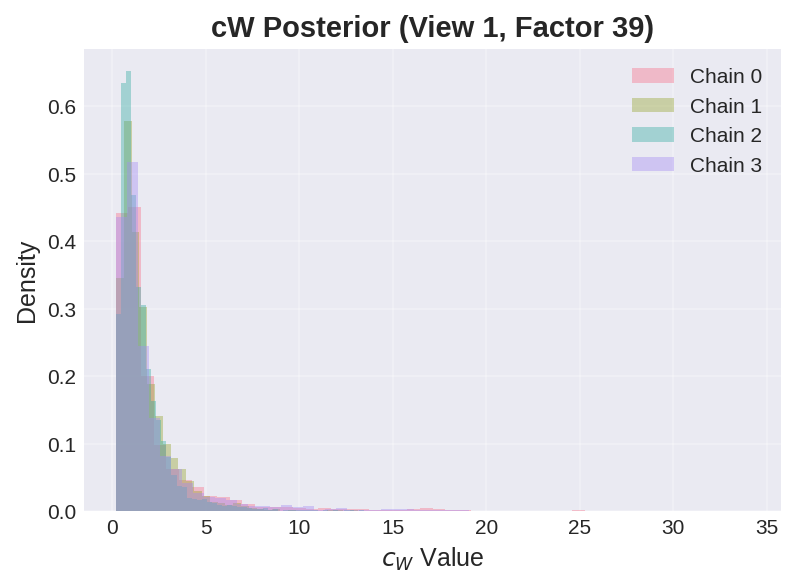 cW Posterior (View 1, Factor 39)
Chain 0
Chain 1
Chain 2
Chain 3
Density
0.6
0.5
0.4
0.3
0.2
0.1
0.0
0 5 10 15 20 25 30 35
c_W Value